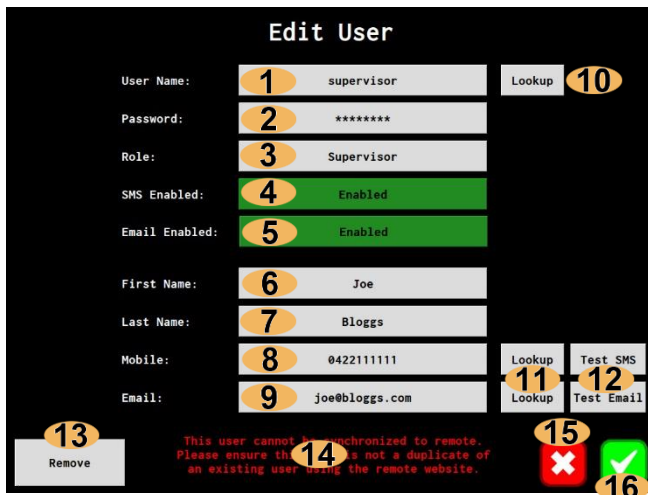 Edit User
User Name: 1 supervisor Lookup 10
Password: 2 ********
Role: 3 Supervisor
SMS Enabled: 4 Enabled
Email Enabled: 5 Enabled
First Name: 6 Joe
Last Name: 7 Bloggs
Mobile: 8 0422111111 Lookup Test SMS
11 12
Email: 9 joe@bloggs.com Lookup Test Email
13 15
This user cannot be synchronized to remote.
Remove Please ensure 14 is not a duplicate of
an existing user using the remote website.
16